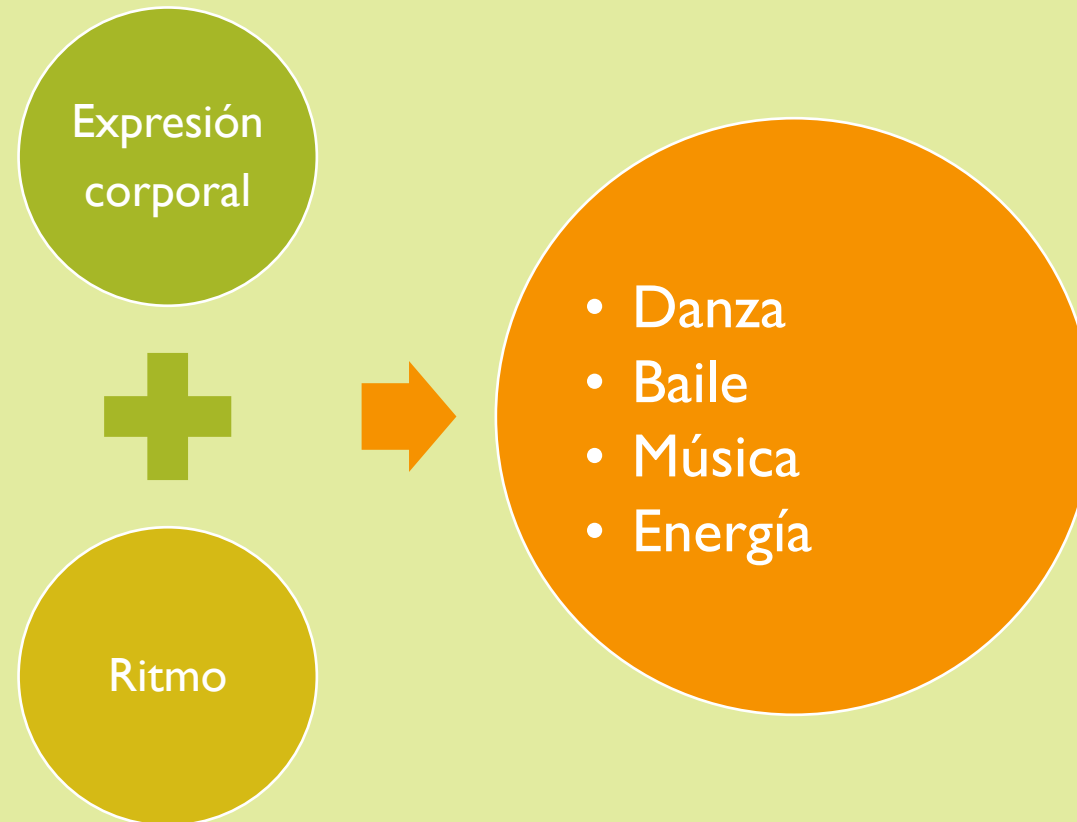 Expresión
corporal
Ritmo
• Danza
• Baile
• Música
• Energía